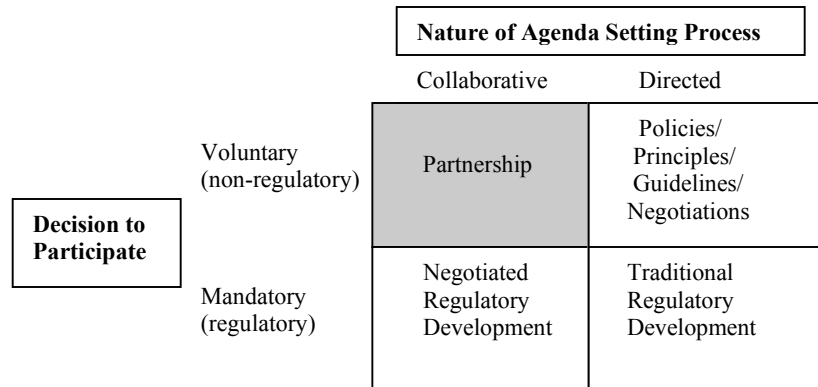 Nature of Agenda Setting Process
Collaborative
Directed
Voluntary
(non-regulatory)
Partnership
Policies/
Principles/
Guidelines/
Negotiations
Decision to
Participate
Mandatory
(regulatory)
Negotiated
Regulatory
Development
Traditional
Regulatory
Development